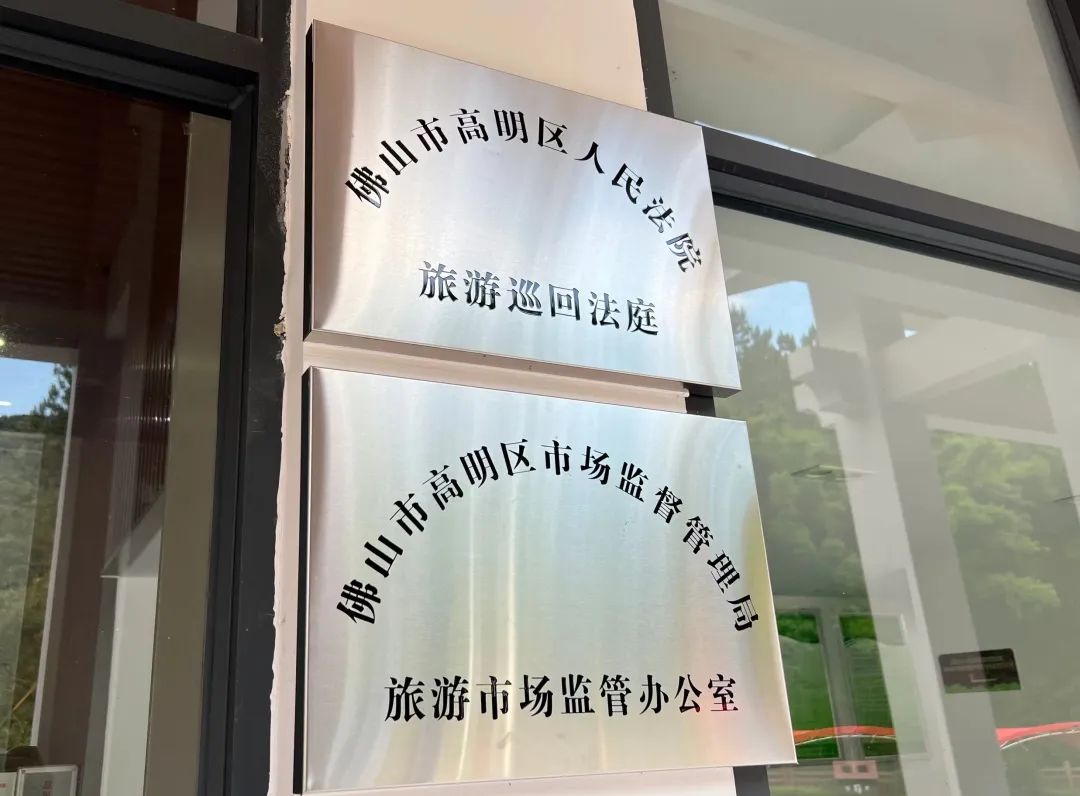 佛山市高明区人民法院
旅游巡回法庭
佛山市高明区市场监督管理局
旅游市场监管办公室